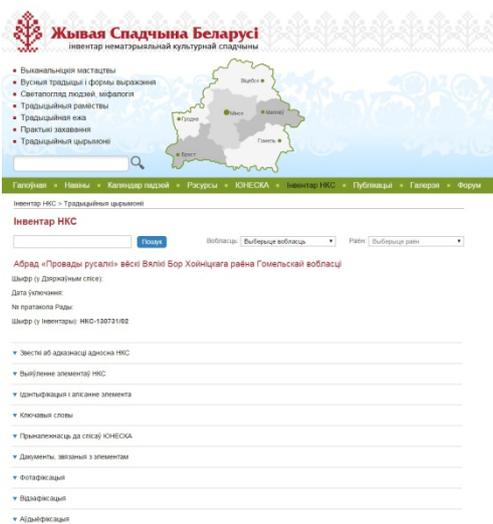 Жывая Спадчына Беларусі
інвентар нематэрыяльнай культурнай спадчыны
Выканальніцкія мастацтвы
Вусныя традыцыі і формы выражэння
Светапогляд людзей, міфалогія
Традыцыйныя рамёствы
Традыцыйная ежа
Практыкі захавання
Традыцыйныя цырымоніі
Віцебск
Гродна
Мінск
Магілёў
Брэст
Гомель
Галоўная Навіны Каляндар падзей Рэсурсы ЮНЕСКА Інвентар НКС Публікацыі Галерэя Форум
Інвентар НКС > Традыцыйныя цырымоніі
Інвентар НКС
Пошук Вобласць: Выберыце вобласць Раён: Выберыце раён
Абрад «Провады русалкі» вёскі Вялікі Бор Хойніцкага раёна Гомельскай вобласці
Шыфр (у Дзяржаўным спісе):
Дата ўключэння:
№ пратакола Рады:
Шыфр (у Інвентары): НКС-130731/02
Звесткі аб адказнасці адносна НКС
Выяўленне элементаў НКС
Ідэнтыфікацыя і апісанне элемента
Ключавыя словы
Прыналежнасць да спісаў ЮНЕСКА
Дакументы, звязаныя з элементам
Фотафіксацыя
Відэафіксацыя
Аўдыёфіксацыя